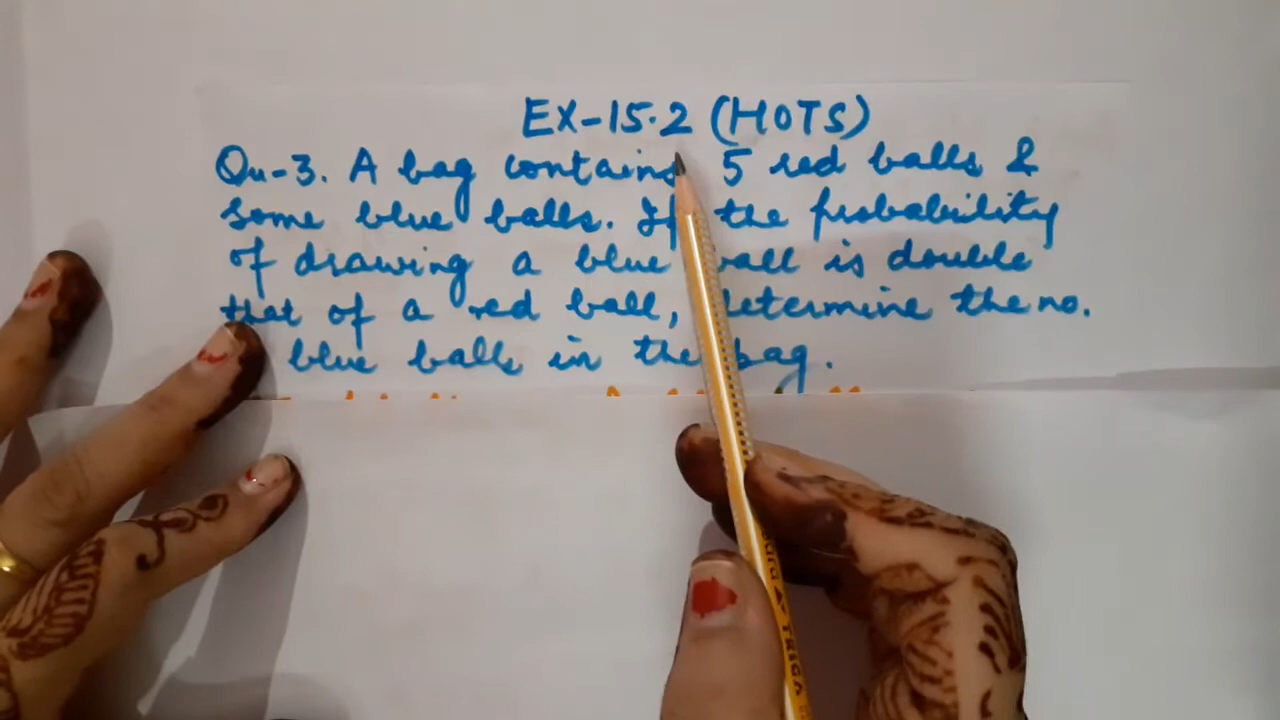 EX-15.2 (HOTS)
Qu-3. A bag contains 5 red balls &
some blue balls. If the probability
of drawing a blue ball is double
that of a red ball, determine the no.
blue balls in the bag.